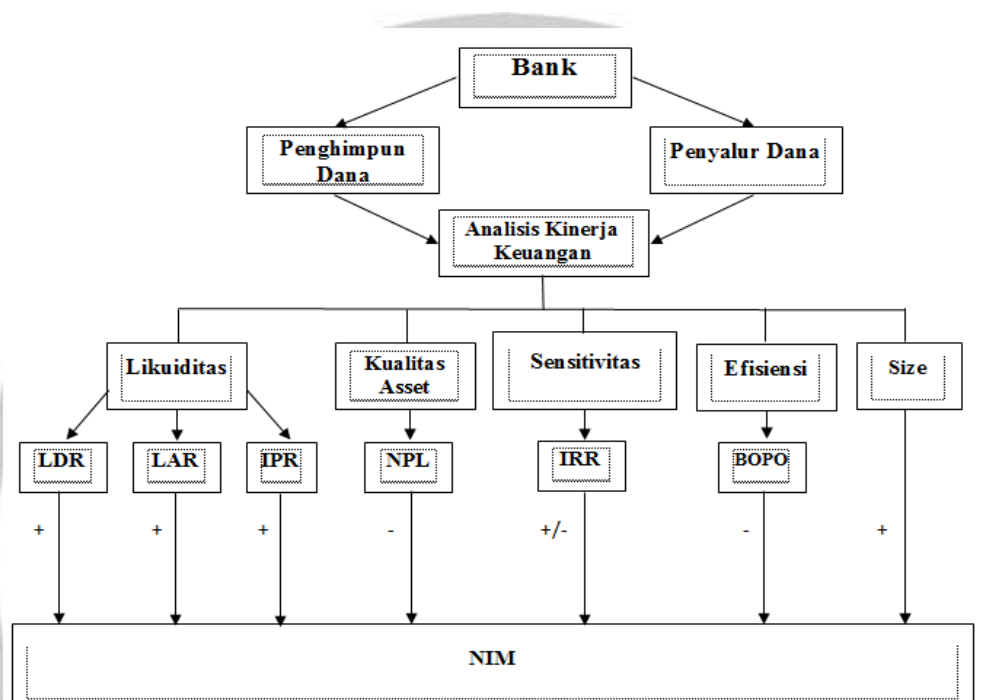 Bank
Penghimpun
Dana
Penyalur Dana
Analisis Kinerja
Keuangan
Likuiditas
Kualitas
Asset
Sensitivitas
Efisiensi
Size
LDR
LAR
IPR
NPL
IRR
BOPO
+
+
+
-
+/-
-
+
NIM